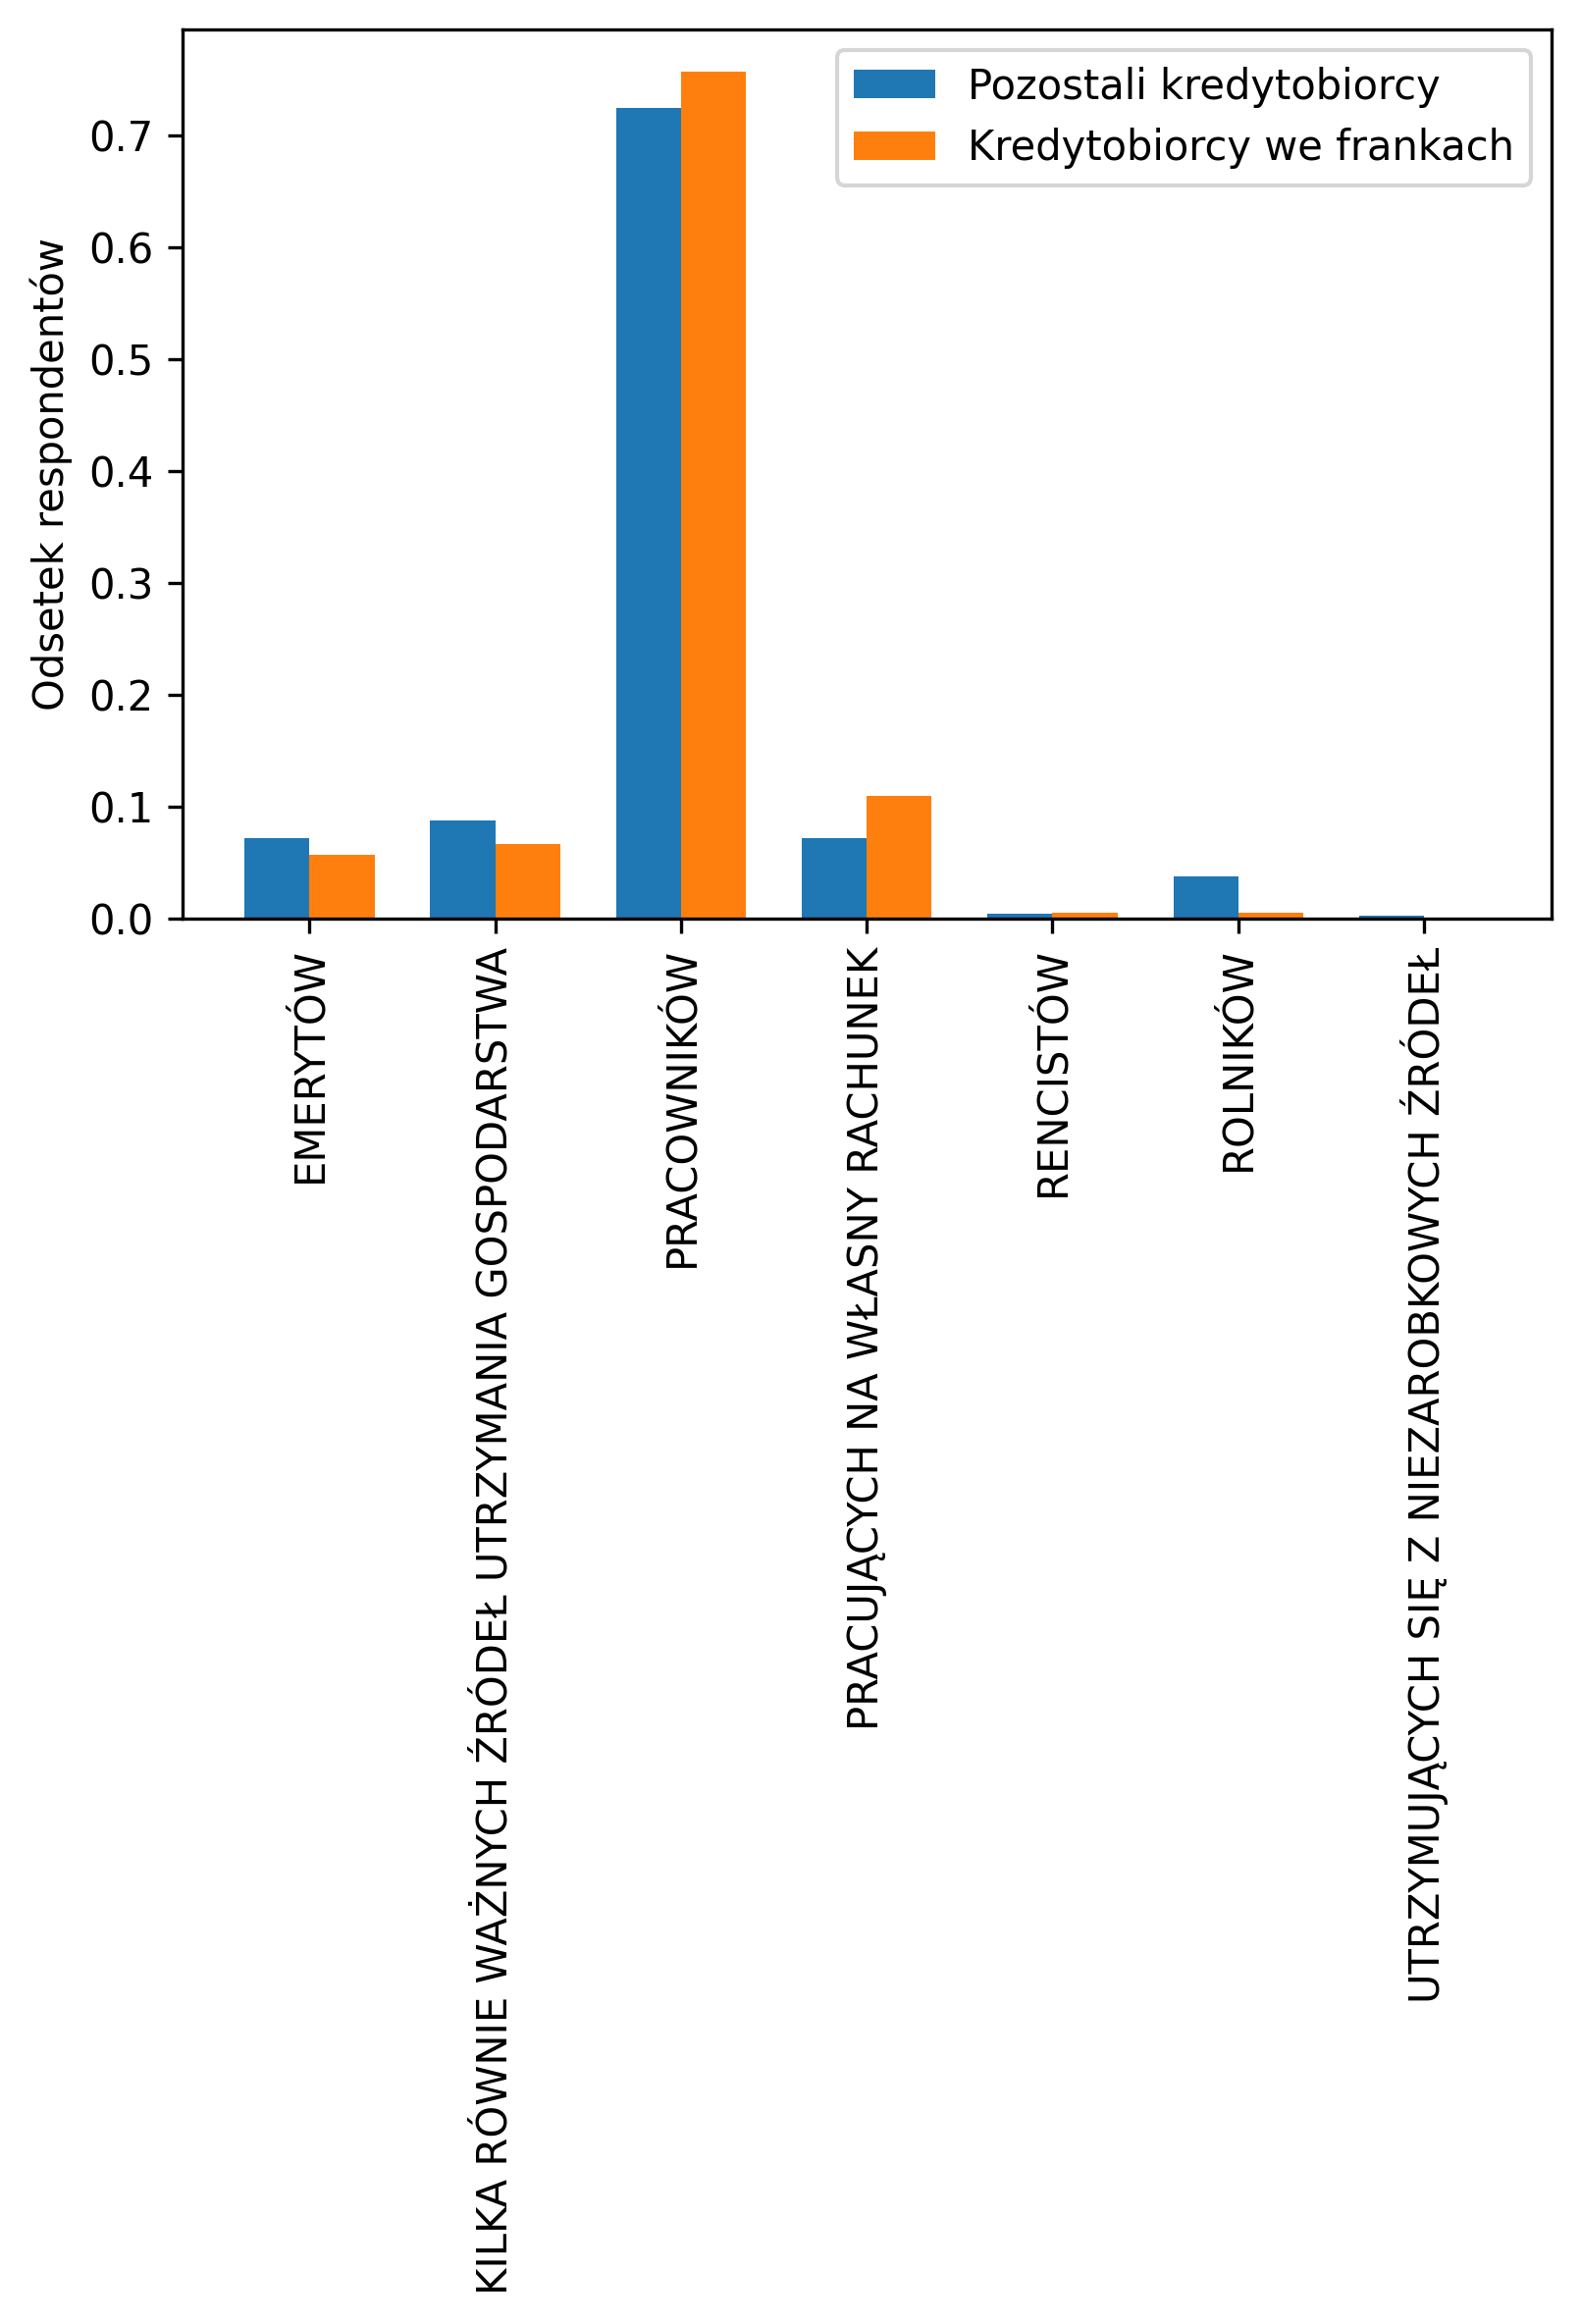 Pozostali kredytobiorcy
Kredytobiorcy we frankach
Odsetek respondentów
0.7
0.6
0.5
0.4
0.3
0.2
0.1
0.0
EMERYTÓW
KILKA RÓWNIE WAŻNYCH ŹRÓDEŁ UTRZYMANIA GOSPODARSTWA
PRACOWNIKÓW
PRACUJĄCYCH NA WŁASNY RACHUNEK
RENCISTÓW
ROLNIKÓW
UTRZYMUJĄCYCH SIĘ Z NIEZAROBKOWYCH ŹRÓDEŁ